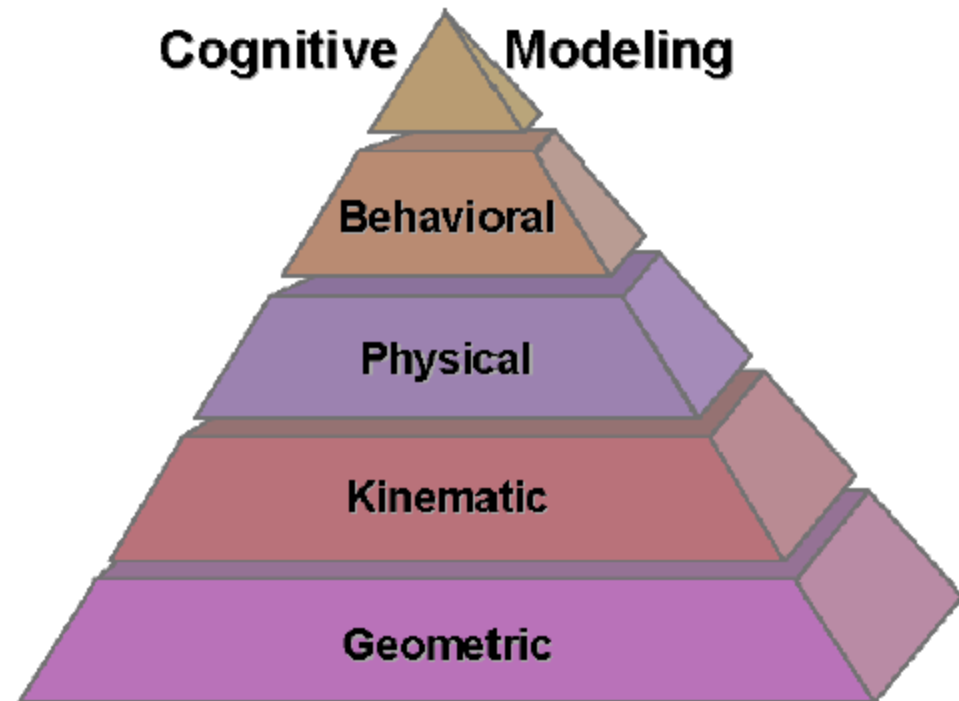 Cognitive Modeling
Behavioral
Physical
Kinematic
Geometric